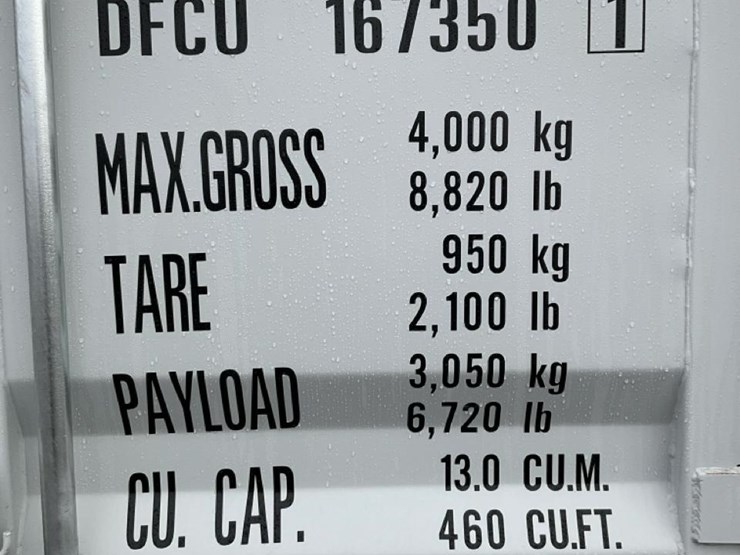 DFCU 167350 1
MAX.GROSS 4,000 kg
8,820 lb
TARE 950 kg
2,100 lb
PAYLOAD 3,050 kg
6,720 lb
CU. CAP. 13.0 CU.M.
460 CU.FT.